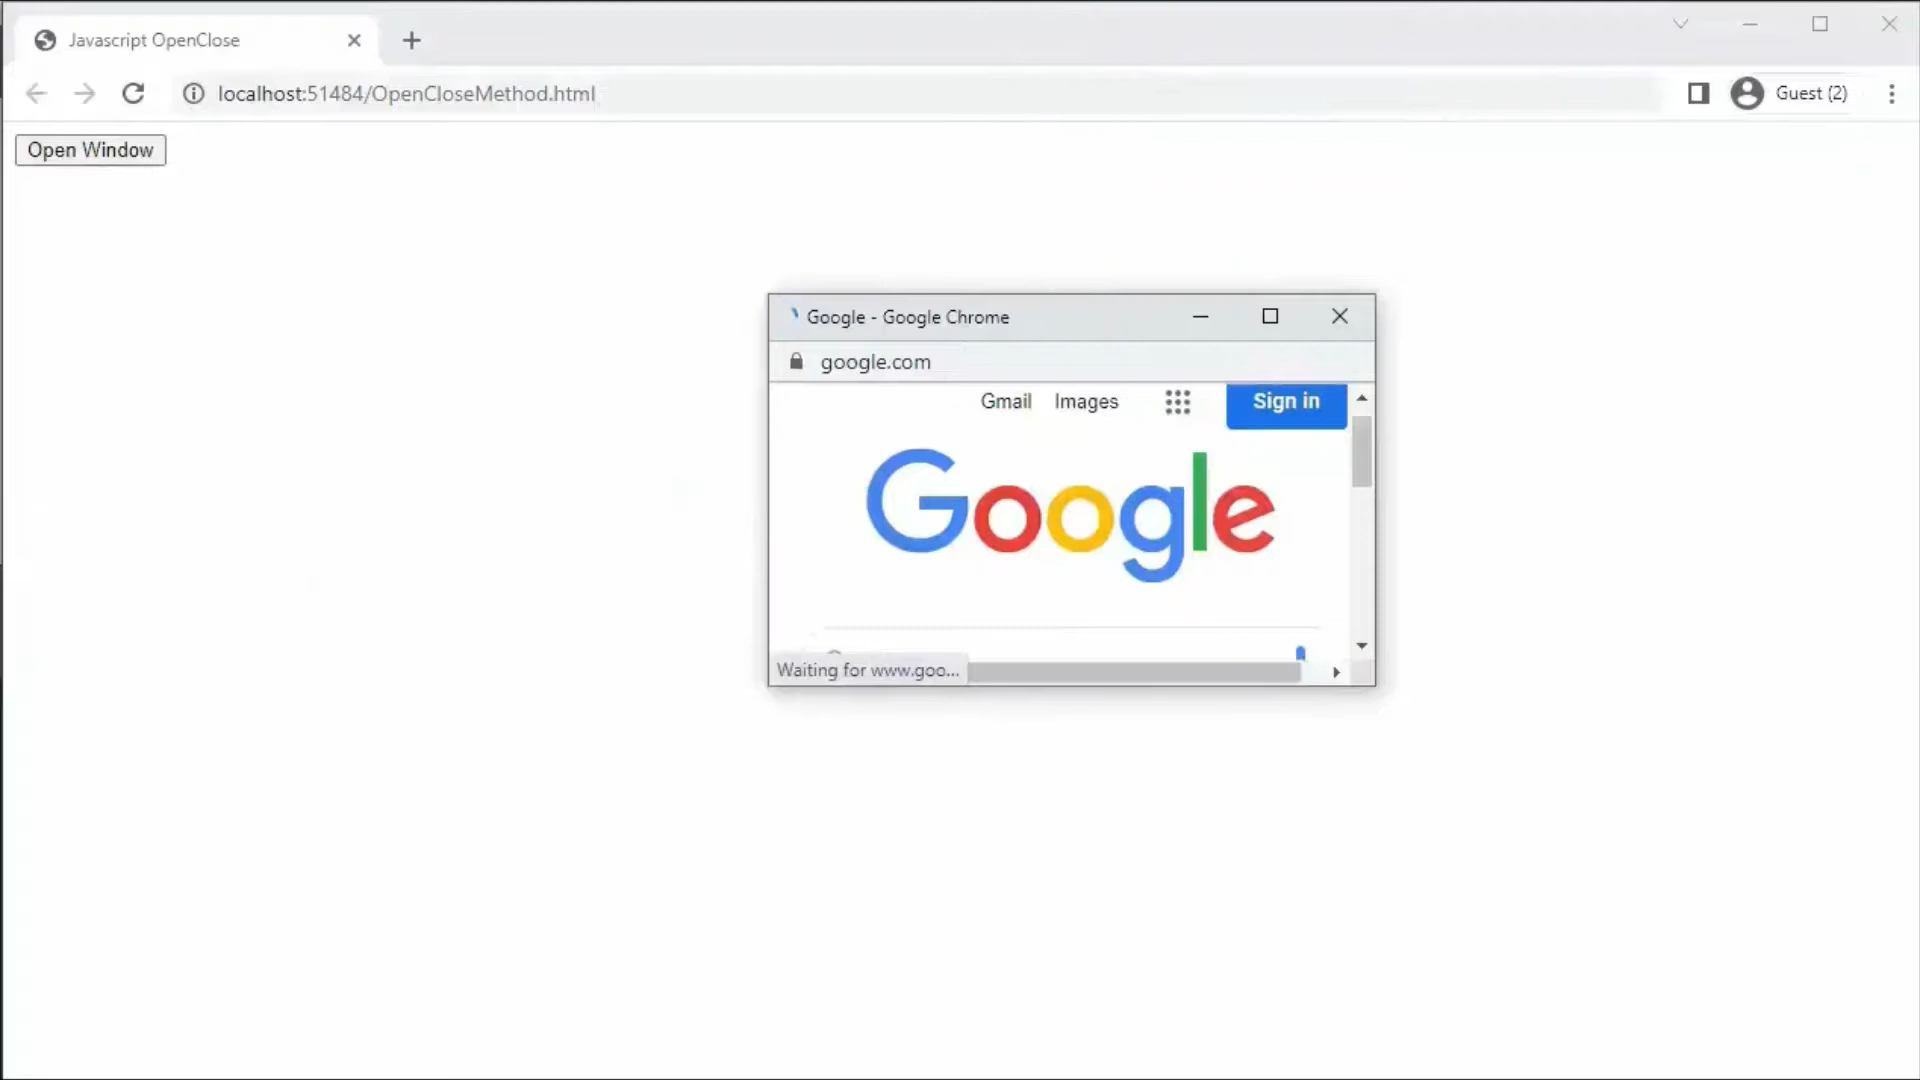 Javascript OpenClose
localhost:51484/OpenCloseMethod.html
Guest (2)
Open Window
Google - Google Chrome
google.com
Gmail Images Sign in
Google
Waiting for www.goo...